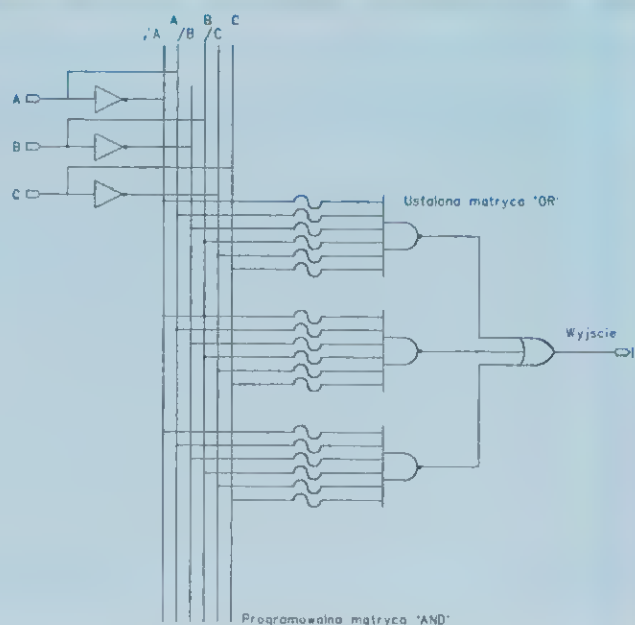 A B C
/A /B /C
A
B
C
Ustalona matryca "OR"
Wyjscie
Programowalna matryca "AND"